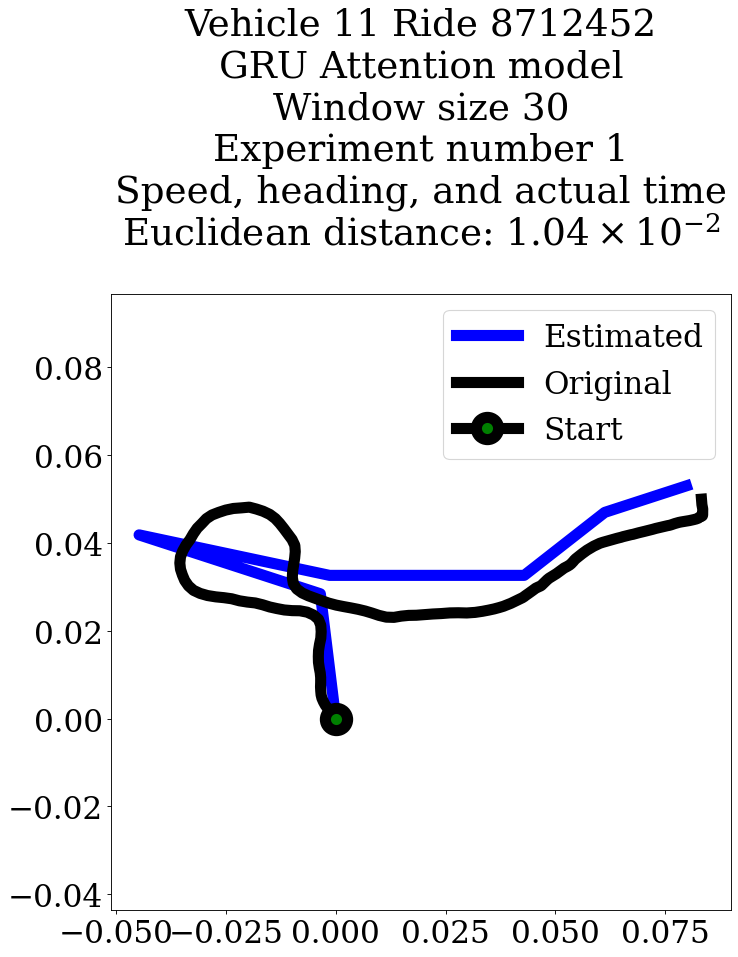 Vehicle 11 Ride 8712452
GRU Attention model
Window size 30
Experiment number 1
Speed, heading, and actual time
Euclidean distance: 1.04 × 10⁻²
Estimated
Original
Start
0.08
0.06
0.04
0.02
0.00
−0.02
−0.04
−0.050 −0.025 0.000 0.025 0.050 0.075